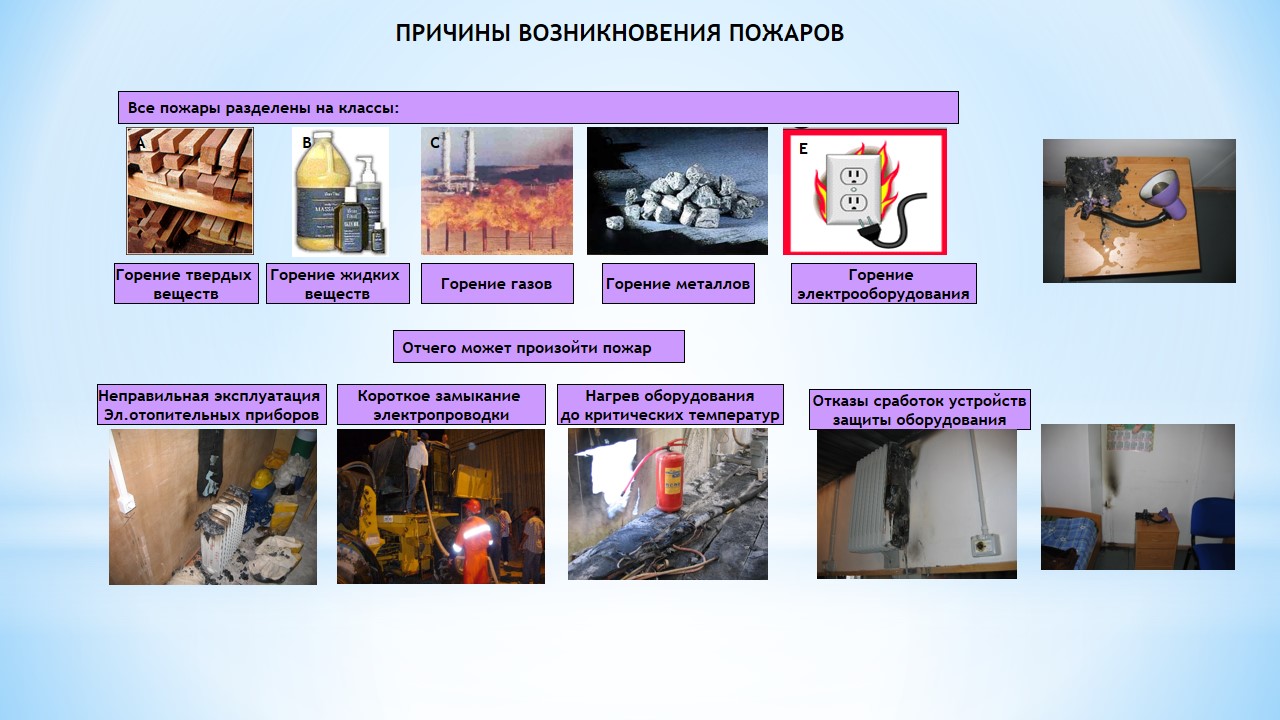 ПРИЧИНЫ ВОЗНИКНОВЕНИЯ ПОЖАРОВ
Все пожары разделены на классы:
A
B
C
E
Горение твердых
веществ
Горение жидких
веществ
Горение газов
Горение металлов
Горение
электрооборудования
Отчего может произойти пожар
Неправильная эксплуатация
Эл.отопительных приборов
Короткое замыкание
электропроводки
Нагрев оборудования
до критических температур
Отказы сработок устройств
защиты оборудования